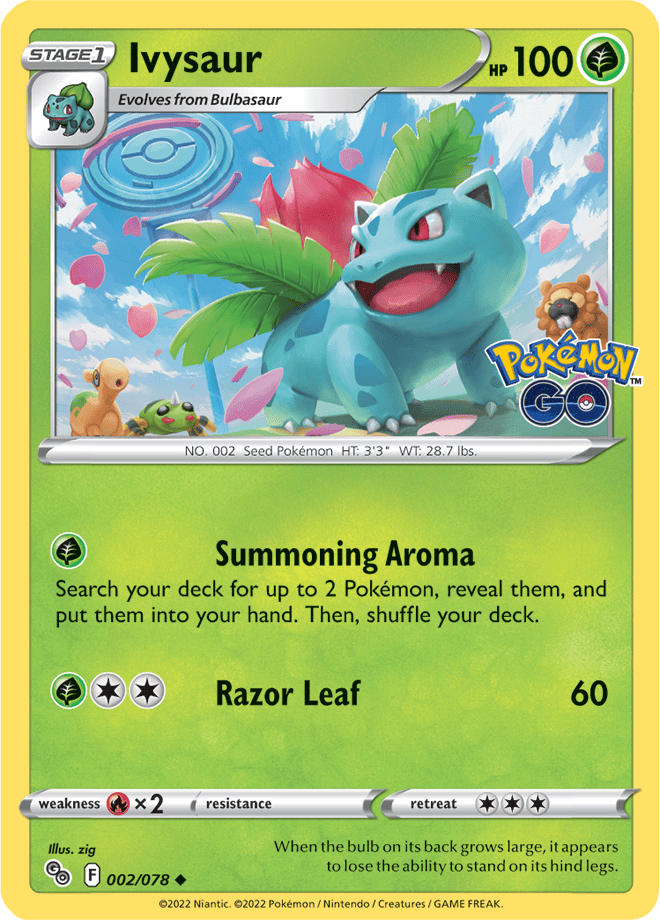 STAGE 1
Ivysaur
HP 100
Evolves from Bulbasaur
POKÉMON ™
GO
NO. 002 Seed Pokémon HT: 3'3" WT: 28.7 lbs.
Summoning Aroma
Search your deck for up to 2 Pokémon, reveal them, and
put them into your hand. Then, shuffle your deck.
Razor Leaf 60
weakness ×2 resistance retreat
Illus. zig
When the bulb on its back grows large, it appears
to lose the ability to stand on its hind legs.
GO F 002/078
©2022 Niantic. ©2022 Pokémon / Nintendo / Creatures / GAME FREAK.